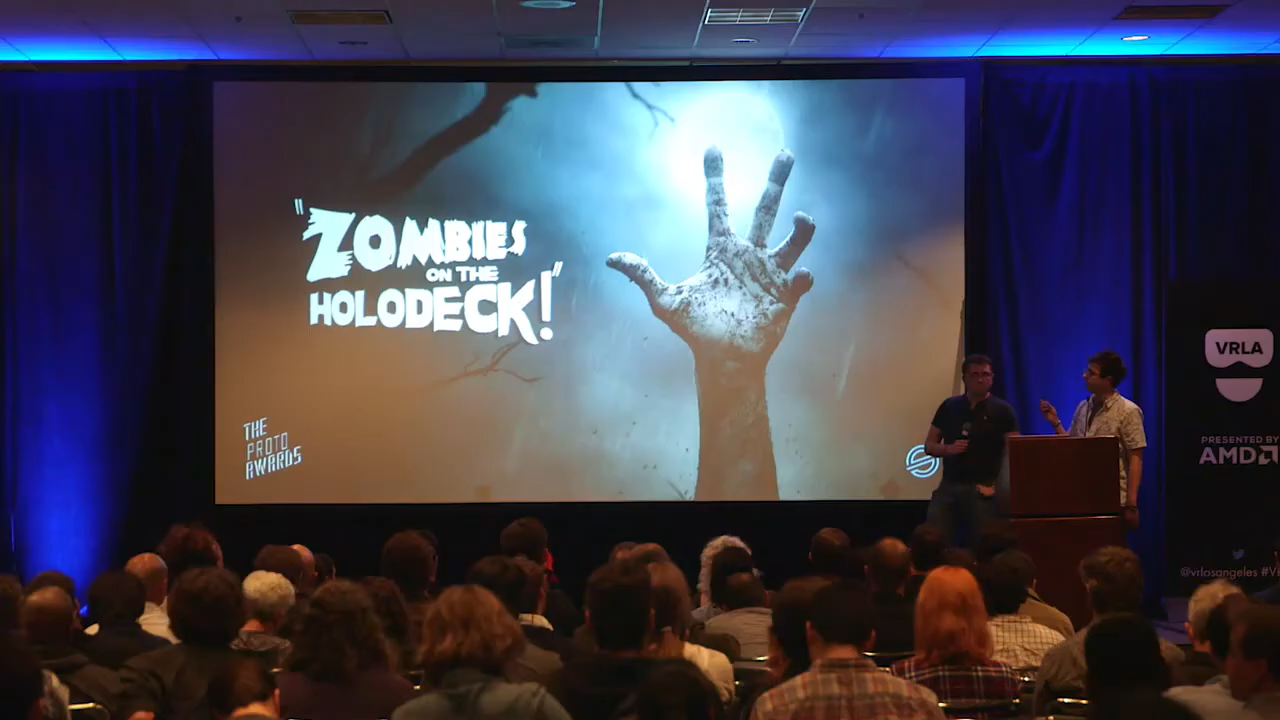 "ZOMBIES
ON THE
HOLODECK!"
THE
PROTO
AWARDS
VRLA
PRESENTED BY
AMD
@vrlosangeles #V